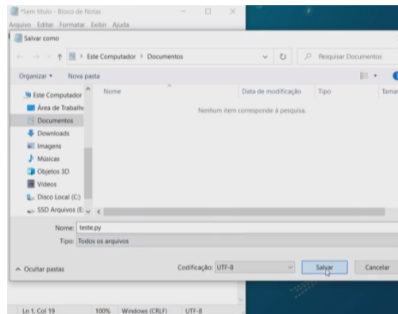 *Sem título - Bloco de Notas
Arquivo Editar Formatar Exibir Ajuda
Salvar como
Este Computador > Documentos
Pesquisar Documentos
Organizar Nova pasta
Este Computador
Área de Trabalho
Documentos
Downloads
Imagens
Músicas
Objetos 3D
Vídeos
Disco Local (C:)
SSD Arquivos (E:
Nome Data de modificação Tipo Tama
Nenhum item corresponde à pesquisa.
Nome: teste.py
Tipo: Todos os arquivos
Ocultar pastas
Codificação: UTF-8
Salvar
Cancelar
Ln 1, Col 19 100% Windows (CRLF) UTF-8